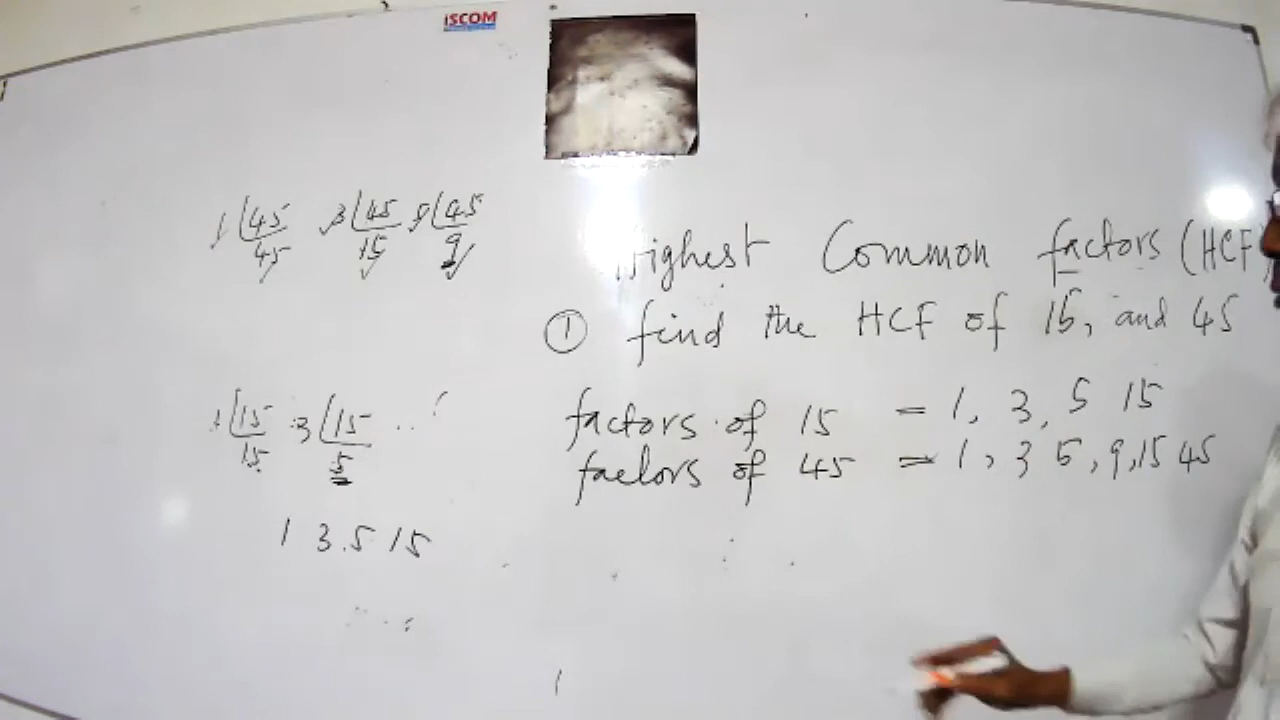 ISCOM
1 45 3 45 5 45
45 15 9
Highest Common factors (HCF
① find the HCF of 15, and 45
1 15 3 15
15 5
factors of 15 = 1, 3, 5 15
factors of 45 = 1, 3 5, 9, 15 45
1 3.5 15
1